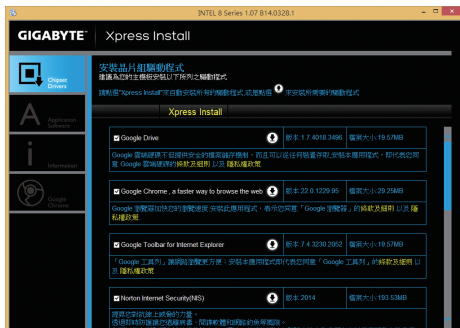 INTEL 8 Series 1.07 B14.0328.1
GIGABYTE™ Xpress Install
安裝晶片組驅動程式
建議為您的主機板安裝以下所列之驅動程式
請點選"Xpress Install"來自動安裝所有的驅動程式,或是點選 來安裝所需要的驅動程式
Chipset
Drivers
Application
Software
Information
Google
Chrome
Xpress Install
Google Drive 版本:1.7.4018.3496 檔案大小:19.57MB
Google 雲端硬碟不但提供安全的檔案儲存機制，而且可以從任何裝置存取,安裝本應用程式，即代表您同
意 Google 雲端硬碟的條款及細則 以及 隱私權政策
Google Chrome , a faster way to browse the web 版本:22.0.1229.95 檔案大小:29.25MB
Google 瀏覽器加快您的瀏覽速度 安裝此應用程式，表示您同意「Google 瀏覽器」的條款及細則 以及 隱
私權政策
Google Toolbar for Internet Explorer 版本:7.4.3230.2052 檔案大小:19.57MB
「Google 工具列」讓網路瀏覽更方便：安裝本應用程式即代表您同意「Google 工具列」的條款及細則 以
及 隱私權政策
Norton Internet Security(NIS) 版本:2014 檔案大小:193.53MB